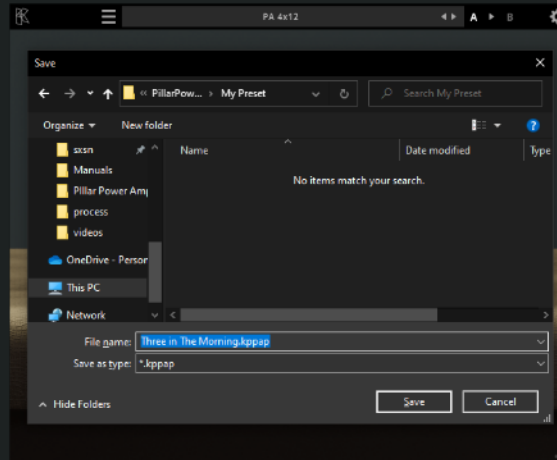 PA 4x12 A B
Save
« PillarPow... › My Preset Search My Preset
Organize New folder
sxsn Name Date modified Type
Manuals No items match your search.
PIllar Power Am
process
videos
OneDrive - Person
This PC
Network
File name: Three in The Morning.kppap
Save as type: *.kppap
Hide Folders Save Cancel